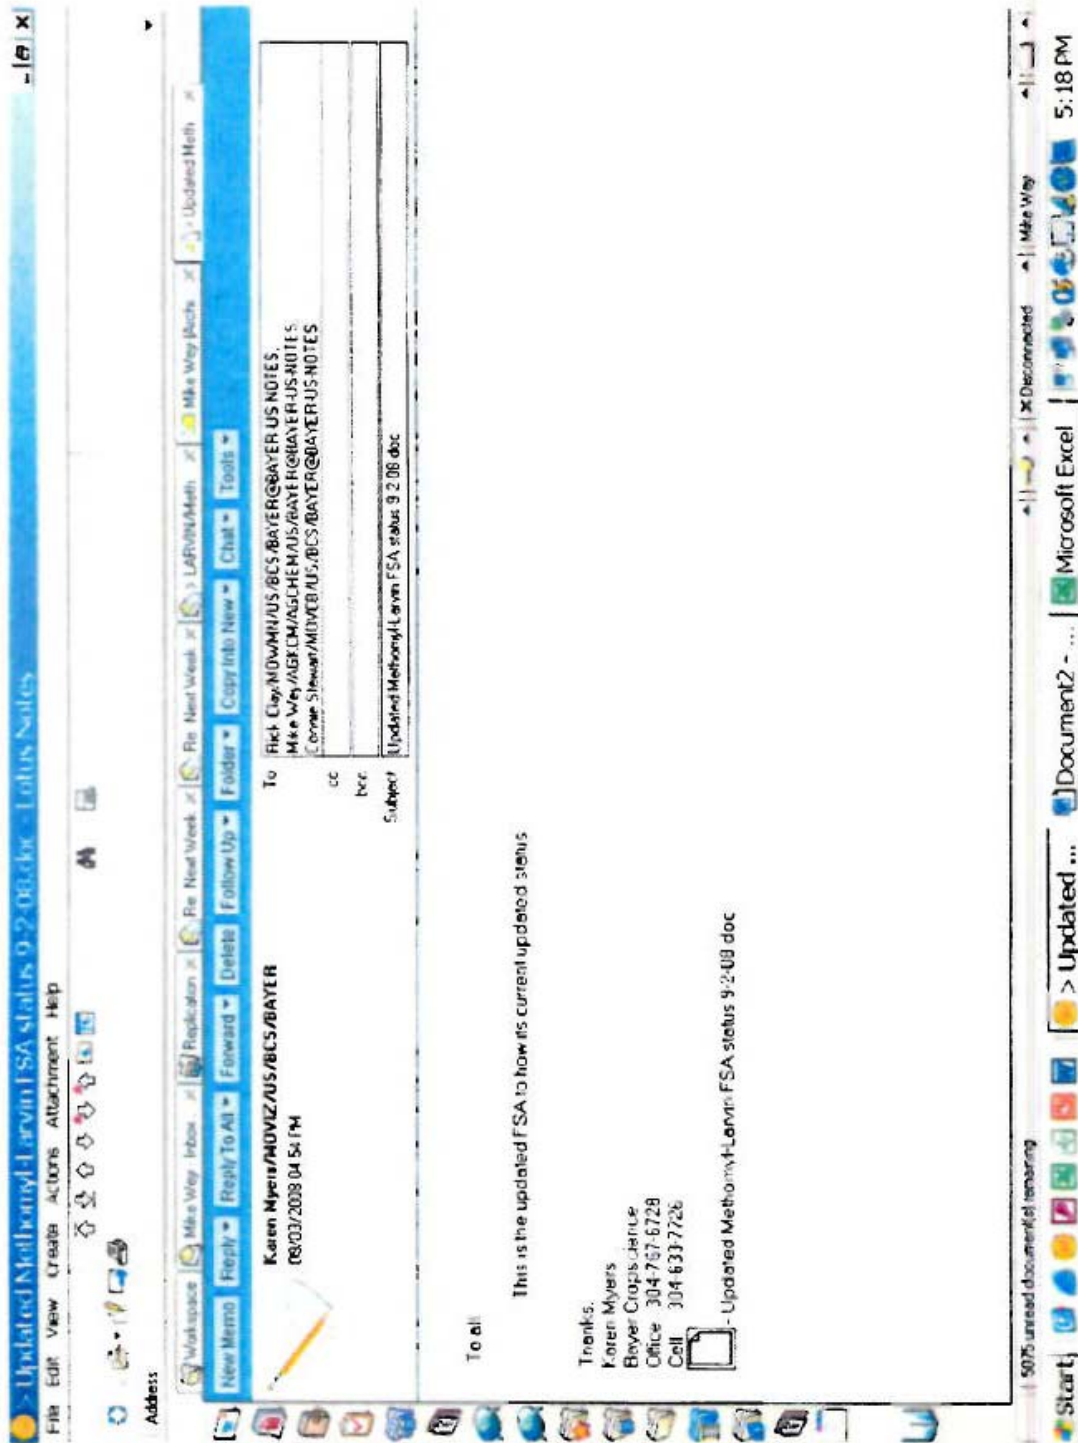 > Updated Methomyl-Larvin FSA status 9-2-08.doc - Lotus Notes
File Edit View Create Actions Attachment Help
Address
Workspace Mike Wey Inbox Replication Re Next Week Re Next Week > LARVIN/Meth Mike Wey (Archi > Updated Meth
New Memo Reply Reply To All Forward Delete Follow Up Folder Copy Into New Chat Tools
Karen Myers/MOVIZ/US/BCS/BAYER
09/03/2008 04 54 PM
To Rick Clay/MOWMN/US/BCS/BAYER@BAYER US NOTES,
Mike Wey/AGKCM/AGCHEM/US/BAYER@BAYER-US-NOTES
Connie Stewart/MOVCB/US/BCS/BAYER@BAYER-US-NOTES
cc
bcc
Subject Updated Methomyl-Larvin FSA status 9 2 08 doc
To all
This is the updated FSA to how its current updated status
Thanks,
Karen Myers
Bayer Cropscience
Office 304-767-6728
Cell 304-633-7726
- Updated Methomyl-Larvin FSA status 9-2-08 doc
5075 unread document(s) remaining
Disconnected
Mike Wey
Start
> Updated ...
Document2 - ...
Microsoft Excel
5:18 PM